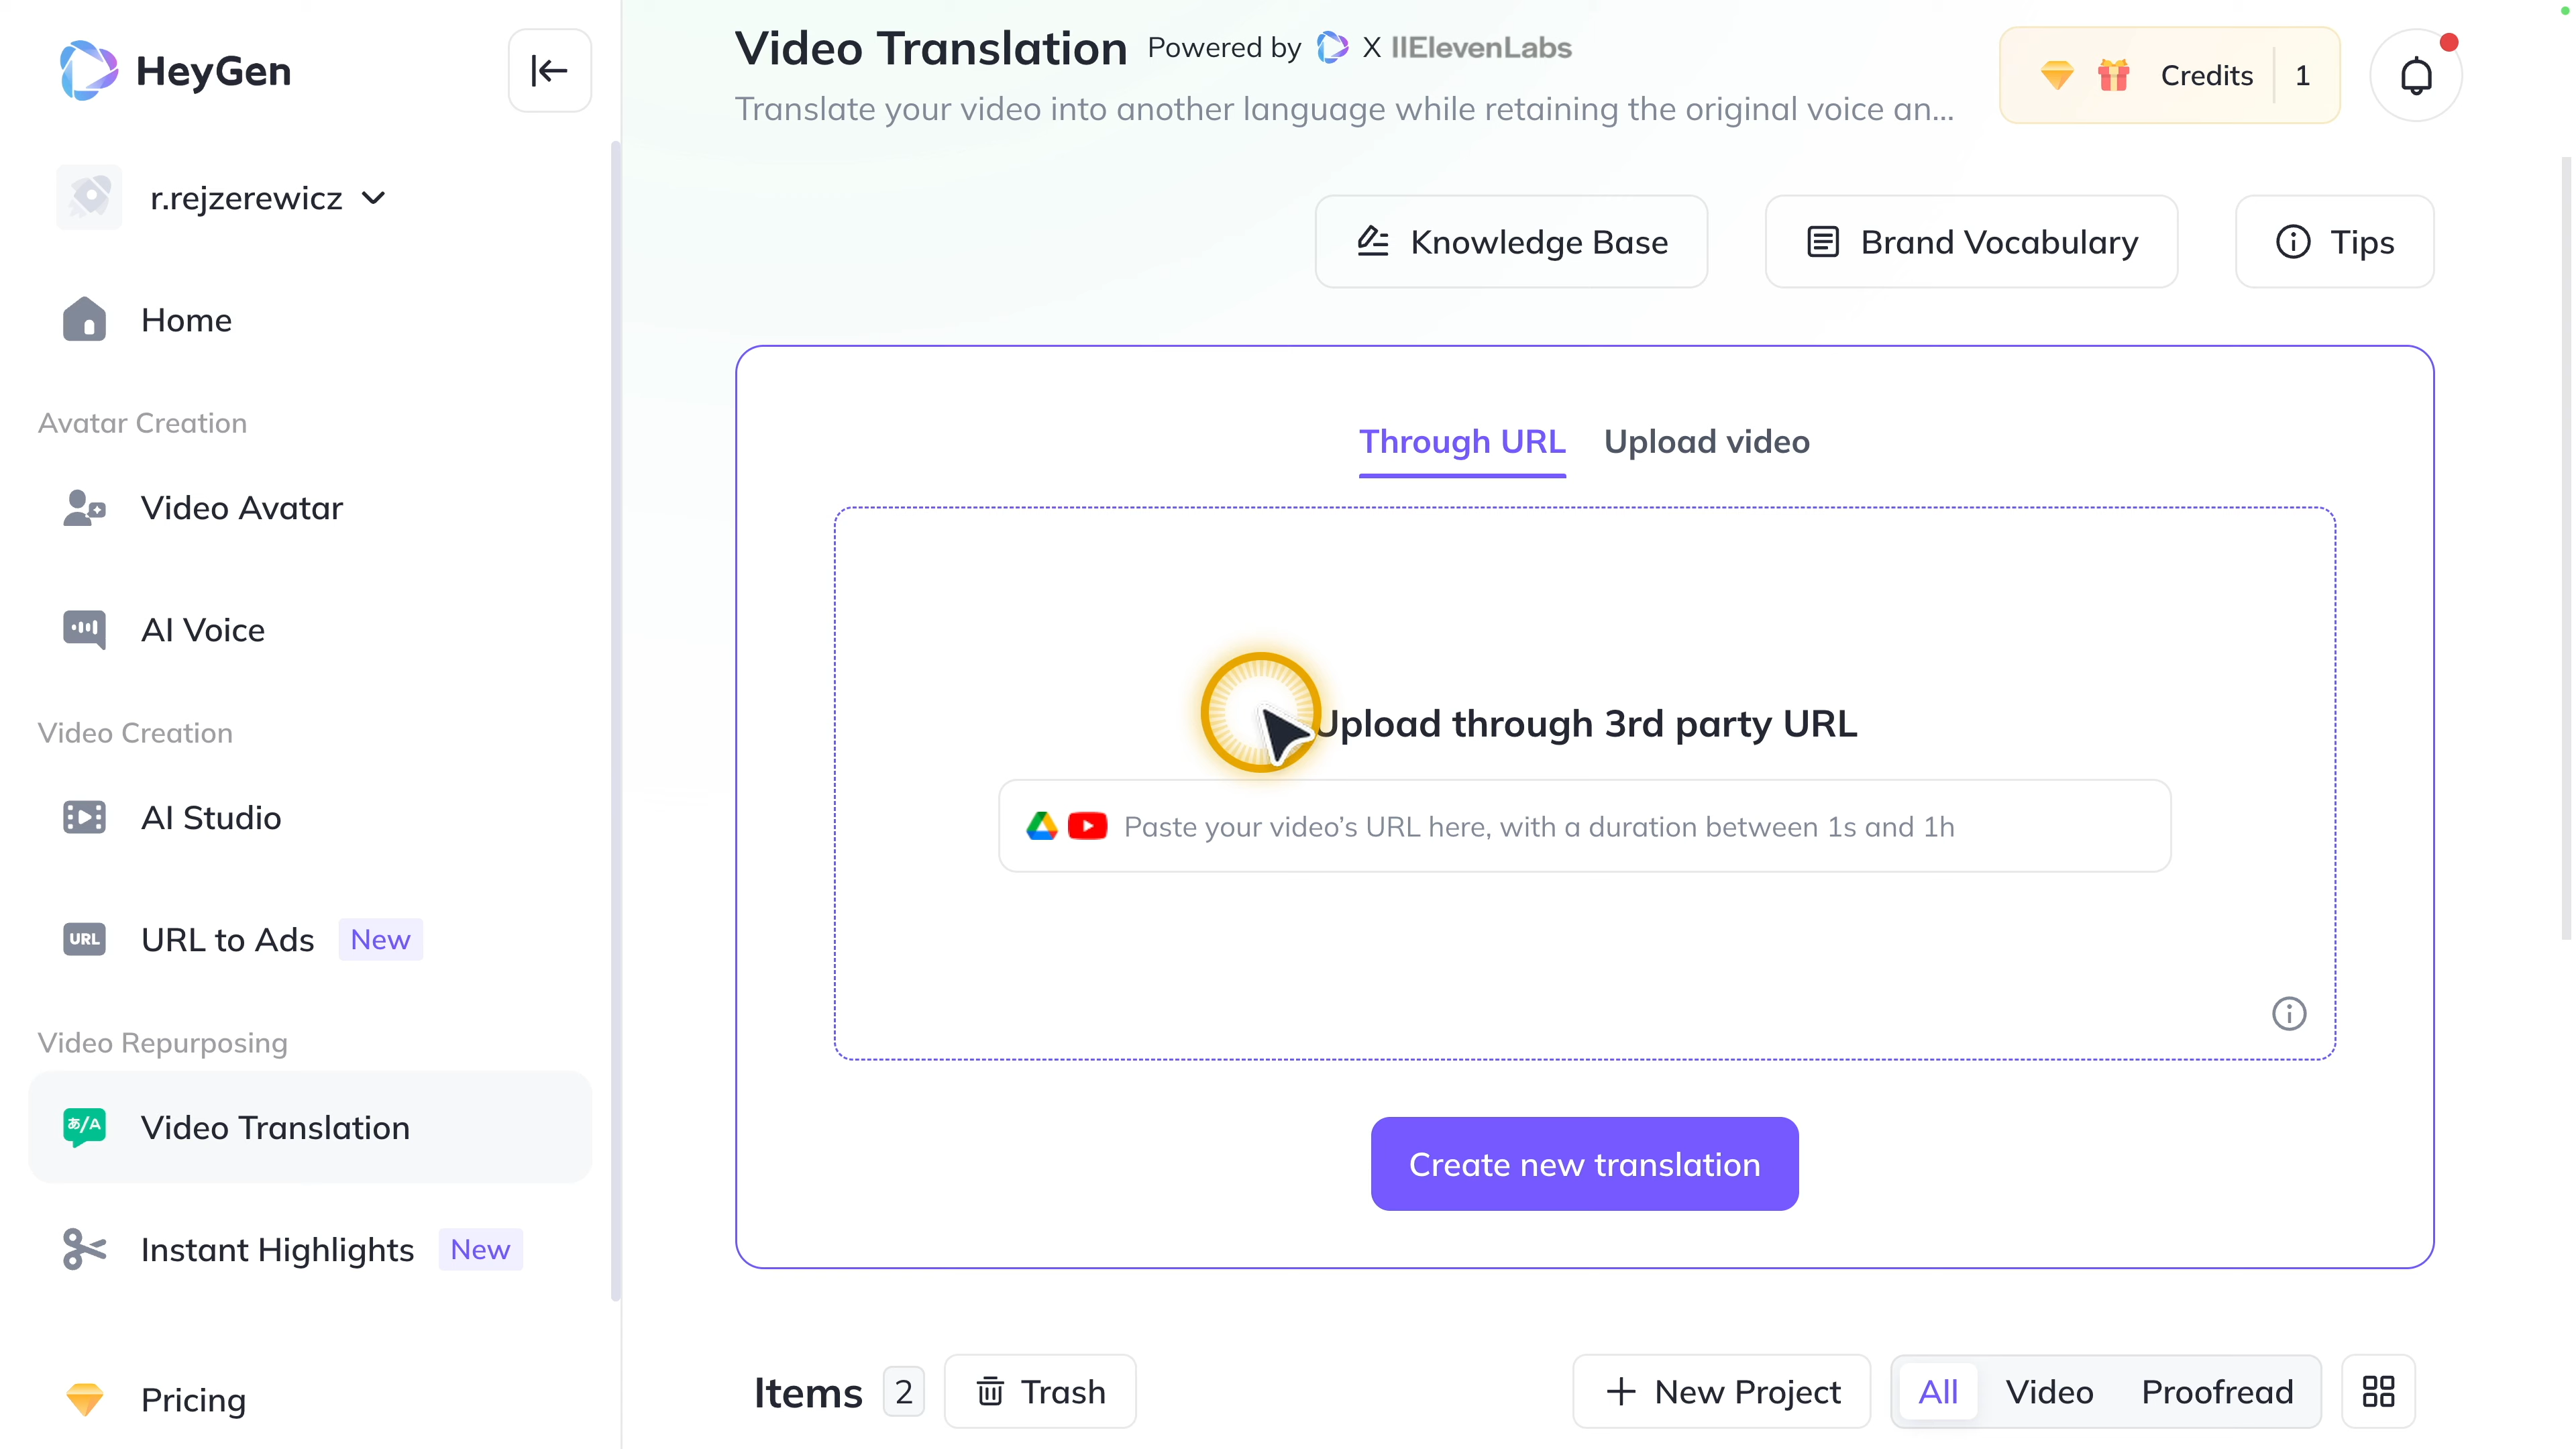 HeyGen
r.rejzerewicz
Home
Avatar Creation
Video Avatar
AI Voice
Video Creation
AI Studio
URL
URL to Ads New
Video Repurposing
あ/A
Video Translation
Instant Highlights New
Pricing
Video Translation Powered by X IIElevenLabs
Translate your video into another language while retaining the original voice an...
Credits 1
Knowledge Base
Brand Vocabulary
Tips
Through URL
Upload video
Upload through 3rd party URL
Paste your video’s URL here, with a duration between 1s and 1h
Create new translation
Items 2
Trash
New Project
All
Video
Proofread